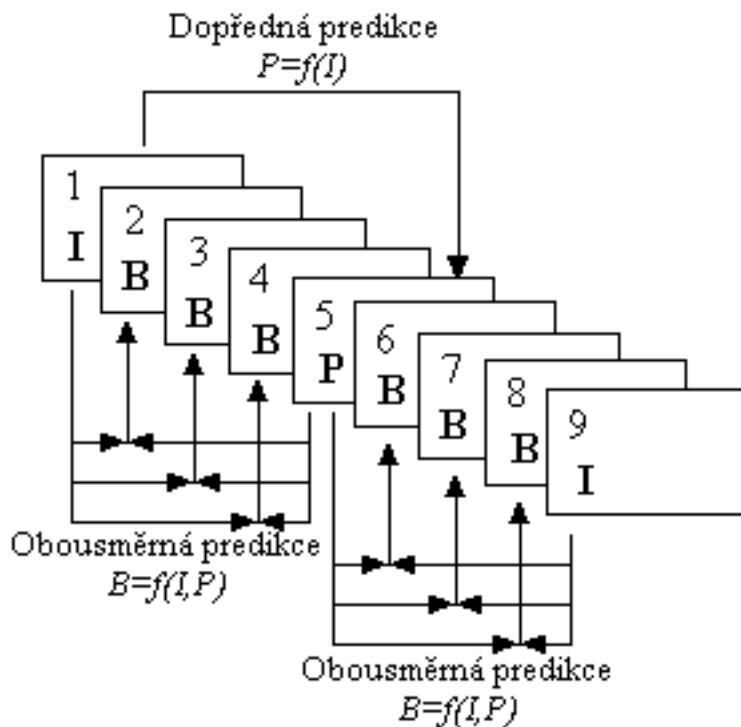 Dopředná predikce
P=f(I)
1
I
2
B
3
B
4
B
5
P
6
B
7
B
8
B
9
I
Obousměrná predikce
B=f(I,P)
Obousměrná predikce
B=f(I,P)